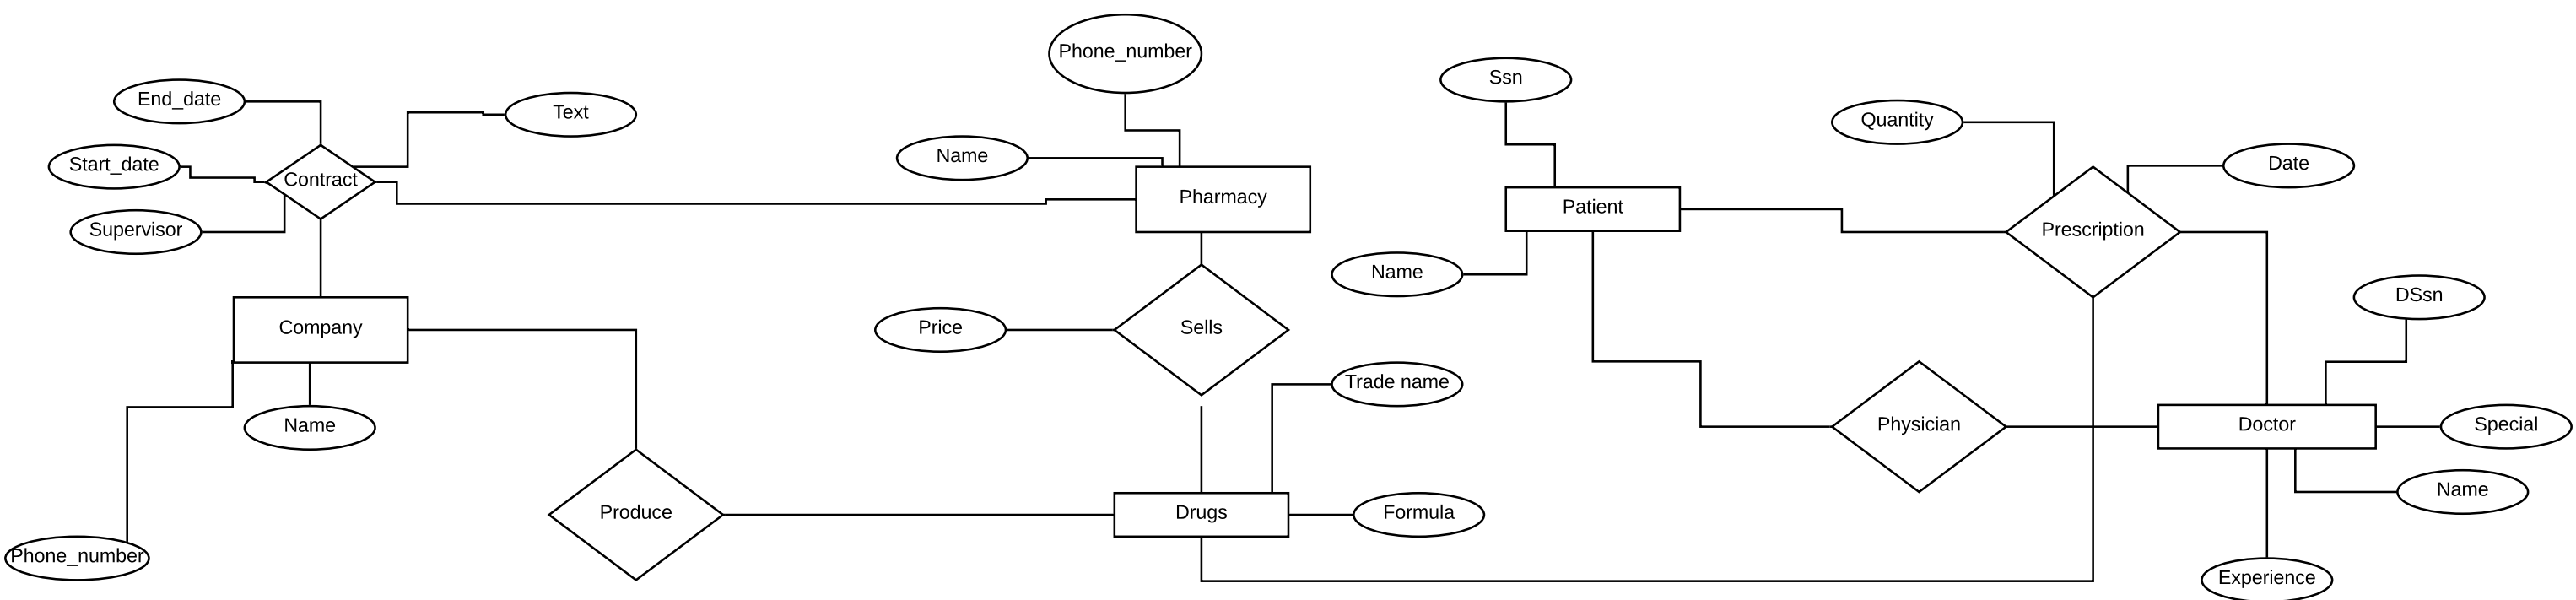 Phone_number
Ssn
End_date
Text
Quantity
Name
Date
Start_date
Contract
Pharmacy
Patient
Supervisor
Prescription
Name
DSsn
Company
Price
Sells
Trade name
Name
Physician
Doctor
Special
Name
Produce
Drugs
Formula
Phone_number
Experience